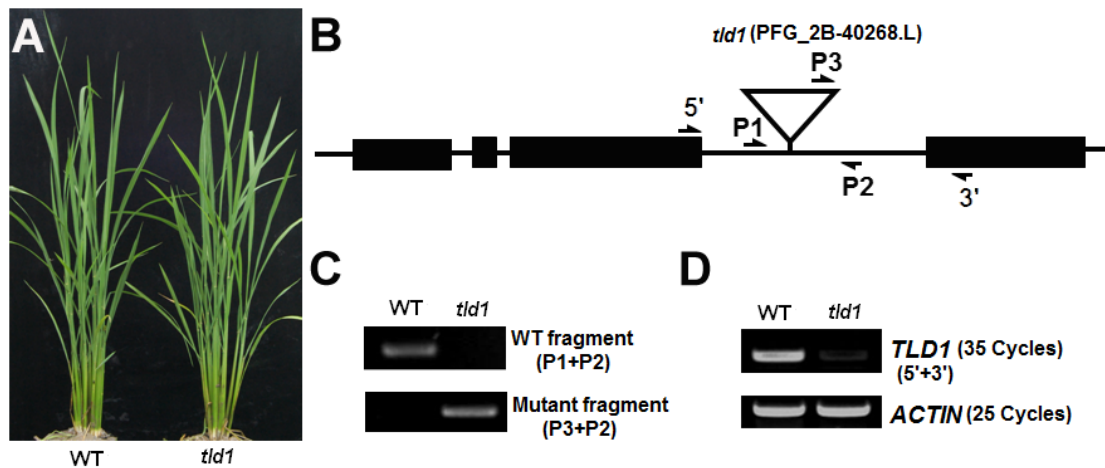 A
WT
tld1
B
tld1 (PFG_2B-40268.L)
P3
5'
P1
P2
3'
C
WT tld1
WT fragment
(P1+P2)
Mutant fragment
(P3+P2)
D
WT tld1
TLD1 (35 Cycles)
(5'+3')
ACTIN (25 Cycles)